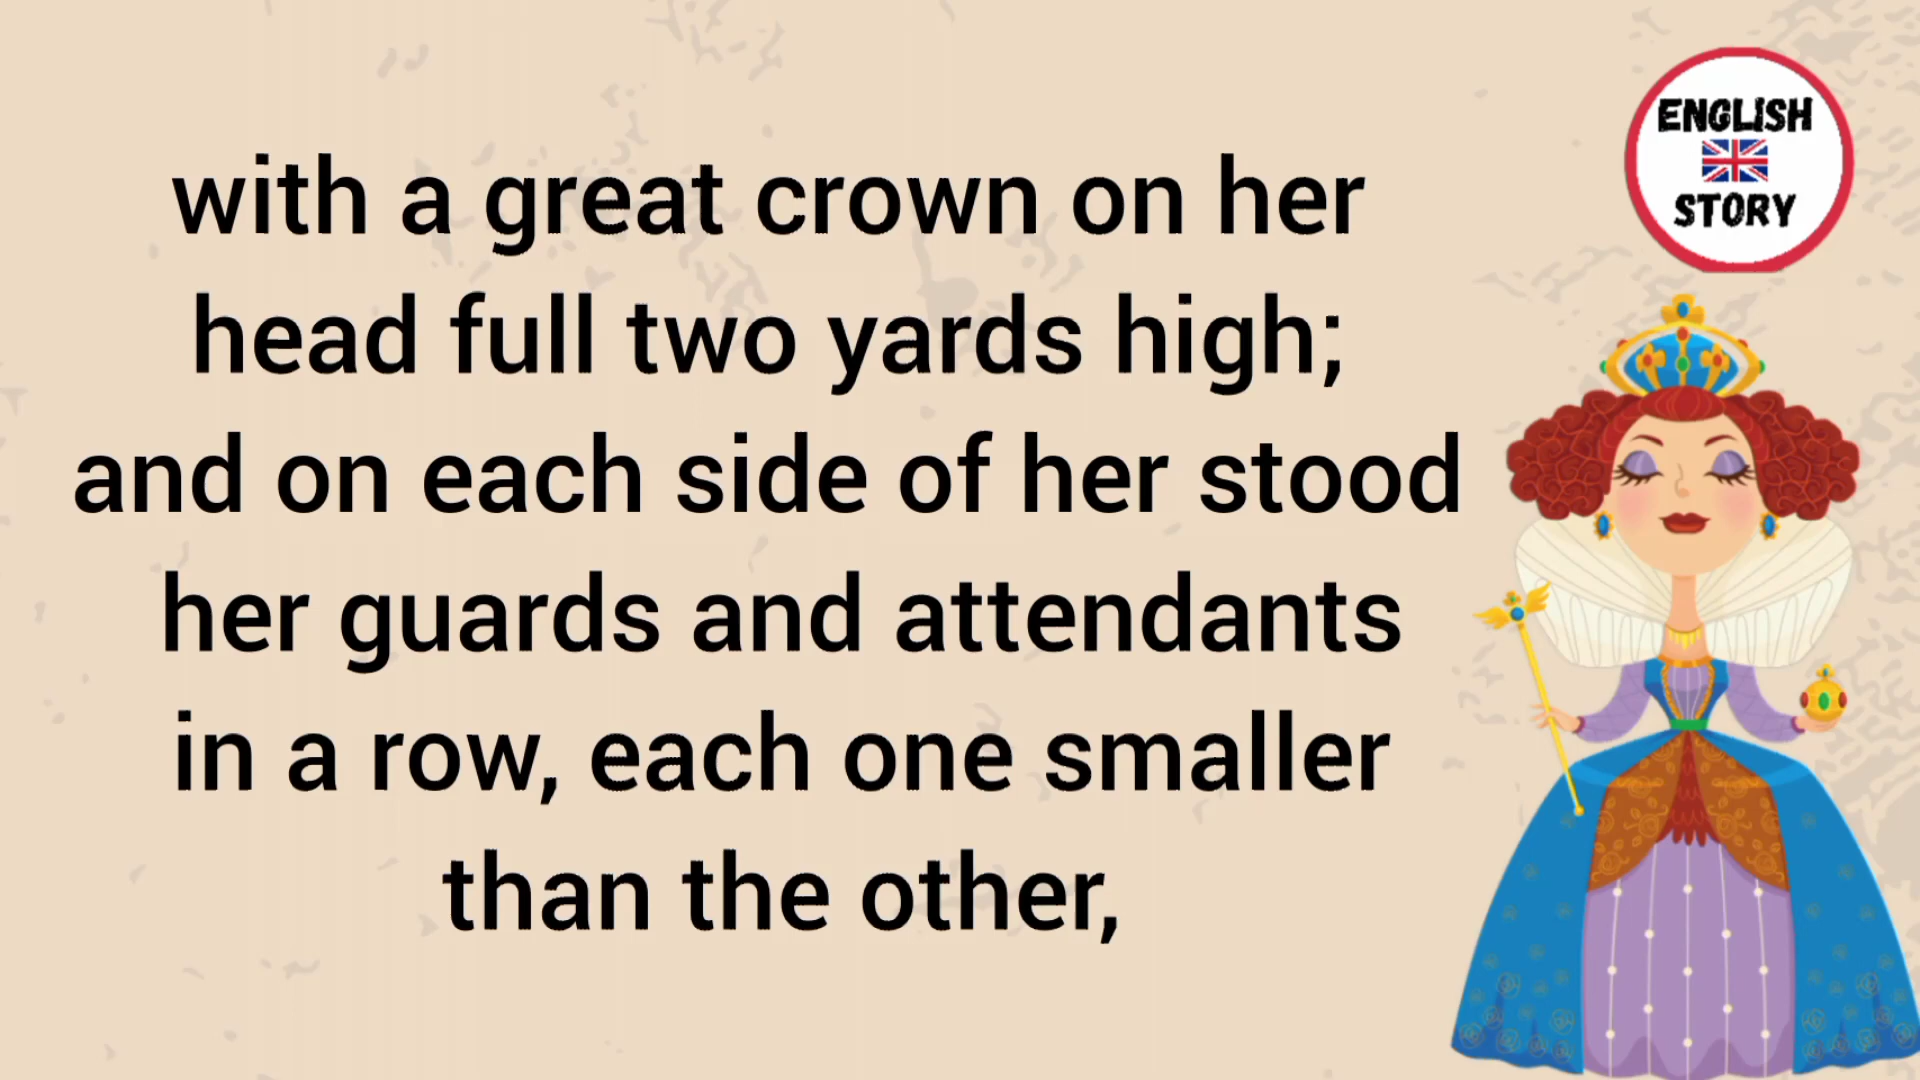 with a great crown on her
head full two yards high;
and on each side of her stood
her guards and attendants
in a row, each one smaller
than the other,
ENGLISH
STORY